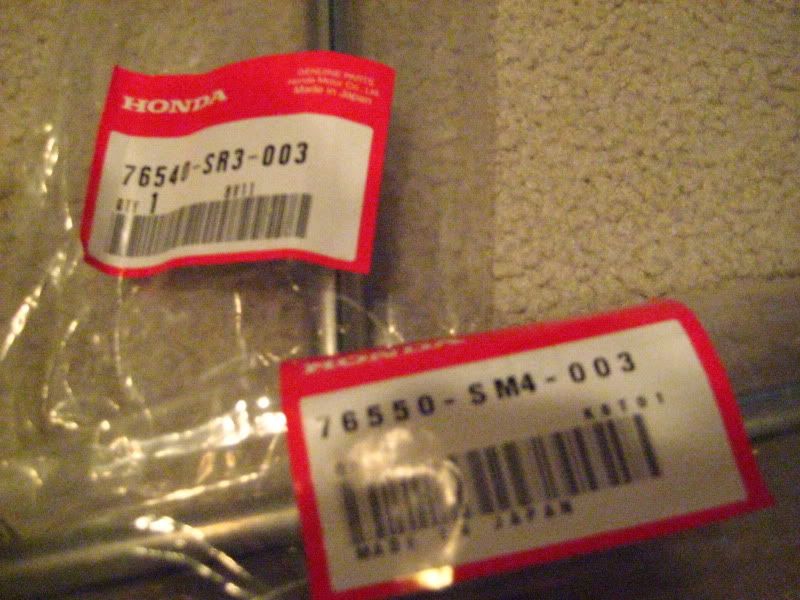 HONDA
GENUINE PARTS
Honda Motor Co., Ltd.
Made in Japan
76540-SR3-003
QTY 1
HONDA
76550-SM4-003
MADE IN JAPAN